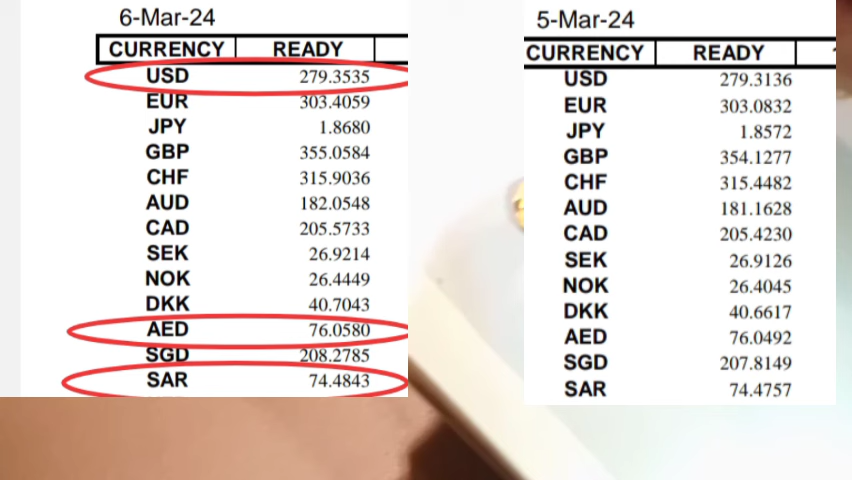 6-Mar-24
CURRENCY READY
USD 279.3535
EUR 303.4059
JPY 1.8680
GBP 355.0584
CHF 315.9036
AUD 182.0548
CAD 205.5733
SEK 26.9214
NOK 26.4449
DKK 40.7043
AED 76.0580
SGD 208.2785
SAR 74.4843
5-Mar-24
CURRENCY READY
USD 279.3136
EUR 303.0832
JPY 1.8572
GBP 354.1277
CHF 315.4482
AUD 181.1628
CAD 205.4230
SEK 26.9126
NOK 26.4045
DKK 40.6617
AED 76.0492
SGD 207.8149
SAR 74.4757